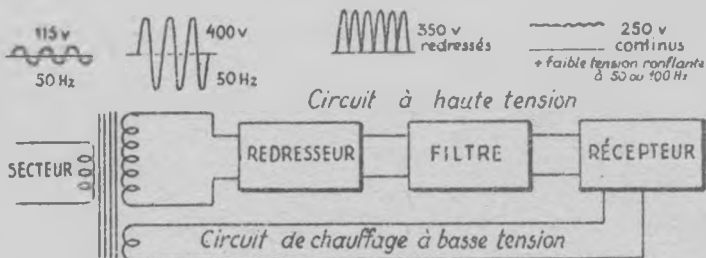 115 v
50 Hz
400 v
50 Hz
350 v
redressés
250 v
continus
+ faible tension ronflante
à 50 ou 100 Hz
Circuit à haute tension
SECTEUR
REDRESSEUR
FILTRE
RÉCEPTEUR
Circuit de chauffage à basse tension